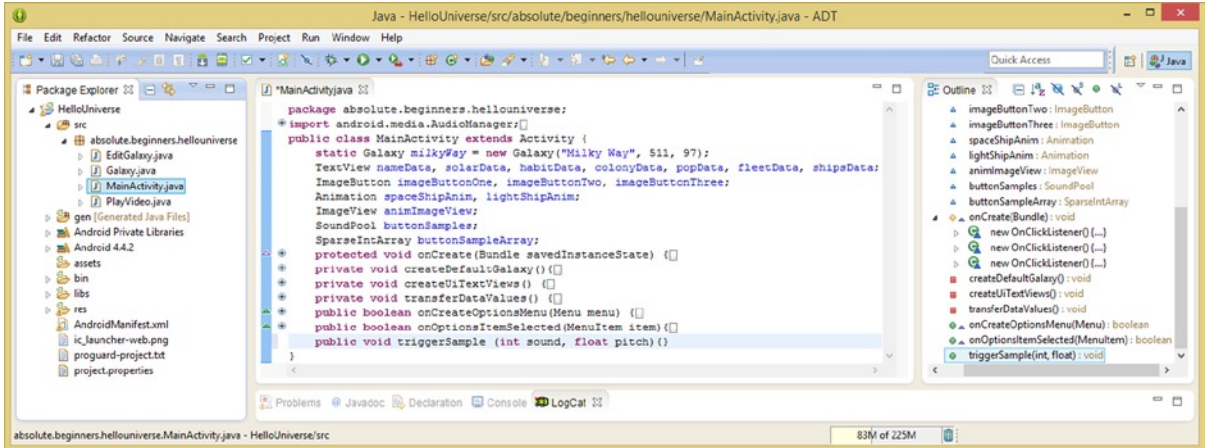 Java - HelloUniverse/src/absolute/beginners/hellouniverse/MainActivity.java - ADT
File Edit Refactor Source Navigate Search Project Run Window Help
Quick Access
Java
Package Explorer
HelloUniverse
src
absolute.beginners.hellouniverse
EditGalaxy.java
Galaxy.java
MainActivity.java
PlayVideo.java
gen [Generated Java Files]
Android Private Libraries
Android 4.4.2
assets
bin
libs
res
AndroidManifest.xml
ic_launcher-web.png
proguard-project.txt
project.properties
*MainActivity.java
package absolute.beginners.hellouniverse;
import android.media.AudioManager;
public class MainActivity extends Activity {
static Galaxy milkyWay = new Galaxy("Milky Way", 511, 97);
TextView nameData, solarData, habitData, colonyData, popData, fleetData, shipsData;
ImageButton imageButtonOne, imageButtonTwo, imageButtonThree;
Animation spaceShipAnim, lightShipAnim;
ImageView animImageView;
SoundPool buttonSamples;
SparseIntArray buttonSampleArray;
protected void onCreate(Bundle savedInstanceState) {
private void createDefaultGalaxy(){
private void createUiTextViews() {
private void transferDataValues() {
public boolean onCreateOptionsMenu(Menu menu) {
public boolean onOptionsItemSelected(MenuItem item){
public void triggerSample (int sound, float pitch){}
}
Outline
imageButtonTwo : ImageButton
imageButtonThree : ImageButton
spaceShipAnim : Animation
lightShipAnim : Animation
animImageView : ImageView
buttonSamples : SoundPool
buttonSampleArray : SparseIntArray
onCreate(Bundle) : void
new OnClickListener() {...}
new OnClickListener() {...}
new OnClickListener() {...}
createDefaultGalaxy() : void
createUiTextViews() : void
transferDataValues() : void
onCreateOptionsMenu(Menu) : boolean
onOptionsItemSelected(MenuItem) : boolean
triggerSample(int, float) : void
Problems @ Javadoc Declaration Console LogCat
absolute.beginners.hellouniverse.MainActivity.java - HelloUniverse/src
83M of 225M